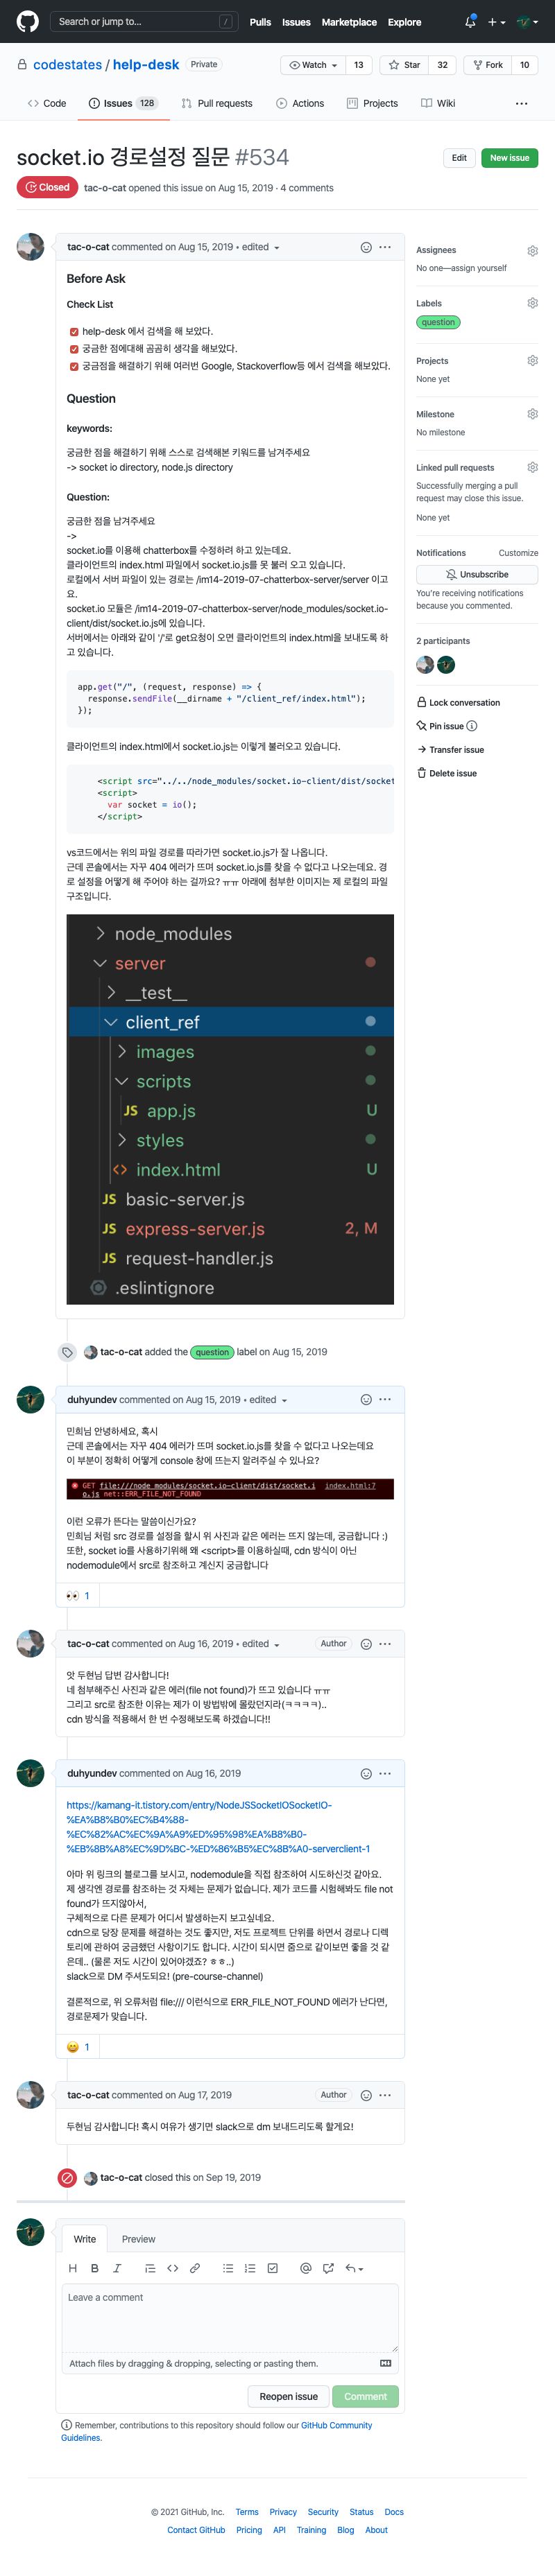 Search or jump to...
/
Pulls Issues Marketplace Explore
codestates / help-desk Private
Watch 13 Star 32 Fork 10
Code Issues 128 Pull requests Actions Projects Wiki ...
socket.io 경로설정 질문 #534
Edit New issue
Closed tac-o-cat opened this issue on Aug 15, 2019 · 4 comments
tac-o-cat commented on Aug 15, 2019 • edited
Before Ask
Check List
help-desk 에서 검색을 해 보았다.
궁금한 점에대해 곰곰히 생각을 해보았다.
궁금점을 해결하기 위해 여러번 Google, Stackoverflow등 에서 검색을 해보았다.
Question
keywords:
궁금한 점을 해결하기 위해 스스로 검색해본 키워드를 남겨주세요
-> socket io directory, node.js directory
Question:
궁금한 점을 남겨주세요
->
socket.io를 이용해 chatterbox를 수정하려 하고 있는데요.
클라이언트의 index.html 파일에서 socket.io.js를 못 불러 오고 있습니다.
로컬에서 서버 파일이 있는 경로는 /im14-2019-07-chatterbox-server/server 이고
요.
socket.io 모듈은 /im14-2019-07-chatterbox-server/node_modules/socket.io-
client/dist/socket.io.js에 있습니다.
서버에서는 아래와 같이 '/'로 get요청이 오면 클라이언트의 index.html을 보내도록 하
고 있습니다.
app.get("/", (request, response) => {
response.sendFile(__dirname + "/client_ref/index.html");
});
클라이언트의 index.html에서 socket.io.js는 이렇게 불러오고 있습니다.
<script src="../../node_modules/socket.io-client/dist/socket
<script>
var socket = io();
</script>
vs코드에서는 위의 파일 경로를 따라가면 socket.io.js가 잘 나옵니다.
근데 콘솔에서는 자꾸 404 에러가 뜨며 socket.io.js를 찾을 수 없다고 나오는데요. 경
로 설정을 어떻게 해 주어야 하는 걸까요? ㅠㅠ 아래에 첨부한 이미지는 제 로컬의 파일
구조입니다.
node_modules
server
__test__
client_ref
images
scripts
JS app.js U
styles
<> index.html U
JS basic-server.js
JS express-server.js 2, M
JS request-handler.js
.eslintignore
Assignees
No one—assign yourself
Labels
question
Projects
None yet
Milestone
No milestone
Linked pull requests
Successfully merging a pull
request may close this issue.
None yet
Notifications Customize
Unsubscribe
You're receiving notifications
because you commented.
2 participants
Lock conversation
Pin issue
Transfer issue
Delete issue
tac-o-cat added the question label on Aug 15, 2019
duhyundev commented on Aug 15, 2019 • edited
민희님 안녕하세요, 혹시
근데 콘솔에서는 자꾸 404 에러가 뜨며 socket.io.js를 찾을 수 없다고 나오는데요
이 부분이 정확히 어떻게 console 창에 뜨는지 알려주실 수 있나요?
GET file:///node_modules/socket.io-client/dist/socket.i index.html:7
o.js net::ERR_FILE_NOT_FOUND
이런 오류가 뜬다는 말씀이신가요?
민희님 처럼 src 경로를 설정을 하실시 위 사진과 같은 에러는 뜨지 않는데, 궁금합니다 :)
또한, socket io를 사용하기위해 왜 <script>를 이용하실때, cdn 방식이 아닌
nodemodule에서 src로 참조하고 계신지 궁금합니다
👀 1
tac-o-cat commented on Aug 16, 2019 • edited Author
앗 두현님 답변 감사합니다!
네 첨부해주신 사진과 같은 에러(file not found)가 뜨고 있습니다 ㅠㅠ
그리고 src로 참조한 이유는 제가 이 방법밖에 몰랐던지라(ㅋㅋㅋㅋ)..
cdn 방식을 적용해서 한 번 수정해보도록 하겠습니다!!
duhyundev commented on Aug 16, 2019
https://kamang-it.tistory.com/entry/NodeJSSocketIOSocketIO-
%EA%B8%B0%EC%B4%88-
%EC%82%AC%EC%9A%A9%ED%95%98%EA%B8%B0-
%EB%8B%A8%EC%9D%BC-%ED%86%B5%EC%8B%A0-serverclient-1
아마 위 링크의 블로그를 보시고, nodemodule을 직접 참조하여 시도하신것 같아요.
제 생각엔 경로를 참조하는 것 자체는 문제가 없습니다. 제가 코드를 시험해봐도 file not
found가 뜨지않아서,
구체적으로 다른 문제가 어디서 발생하는지 보고싶네요.
cdn으로 당장 문제를 해결하는 것도 좋지만, 저도 프로젝트 단위를 하면서 경로나 디렉
토리에 관하여 궁금했던 사항이기도 합니다. 시간이 되시면 줌으로 같이보면 좋을 것 같
은데.. (물론 저도 시간이 있어야겠죠? ㅎㅎ..)
slack으로 DM 주셔도되요! (pre-course-channel)
결론적으로, 위 오류처럼 file:/// 이런식으로 ERR_FILE_NOT_FOUND 에러가 난다면,
경로문제가 맞습니다.
😄 1
tac-o-cat commented on Aug 17, 2019 Author
두현님 감사합니다! 혹시 여유가 생기면 slack으로 dm 보내드리도록 할게요!
tac-o-cat closed this on Sep 19, 2019
Write Preview
Leave a comment
Attach files by dragging & dropping, selecting or pasting them.
Reopen issue Comment
Remember, contributions to this repository should follow our GitHub Community
Guidelines.
© 2021 GitHub, Inc. Terms Privacy Security Status Docs
Contact GitHub Pricing API Training Blog About